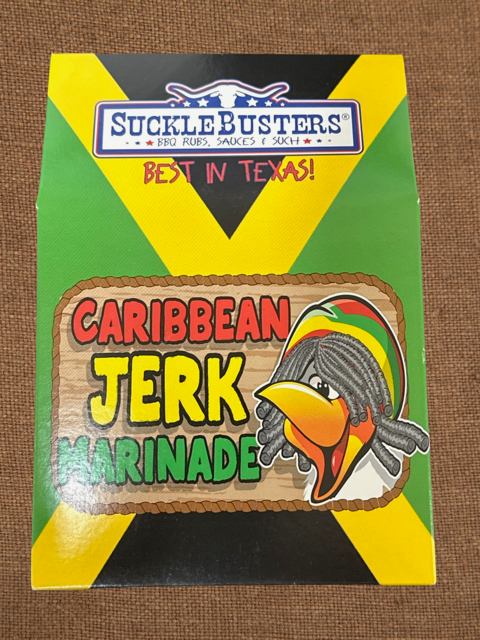 SUCKLEBUSTERS®
BBQ RUBS, SAUCES & SUCH
BEST IN TEXAS!
CARIBBEAN
JERK
MARINADE